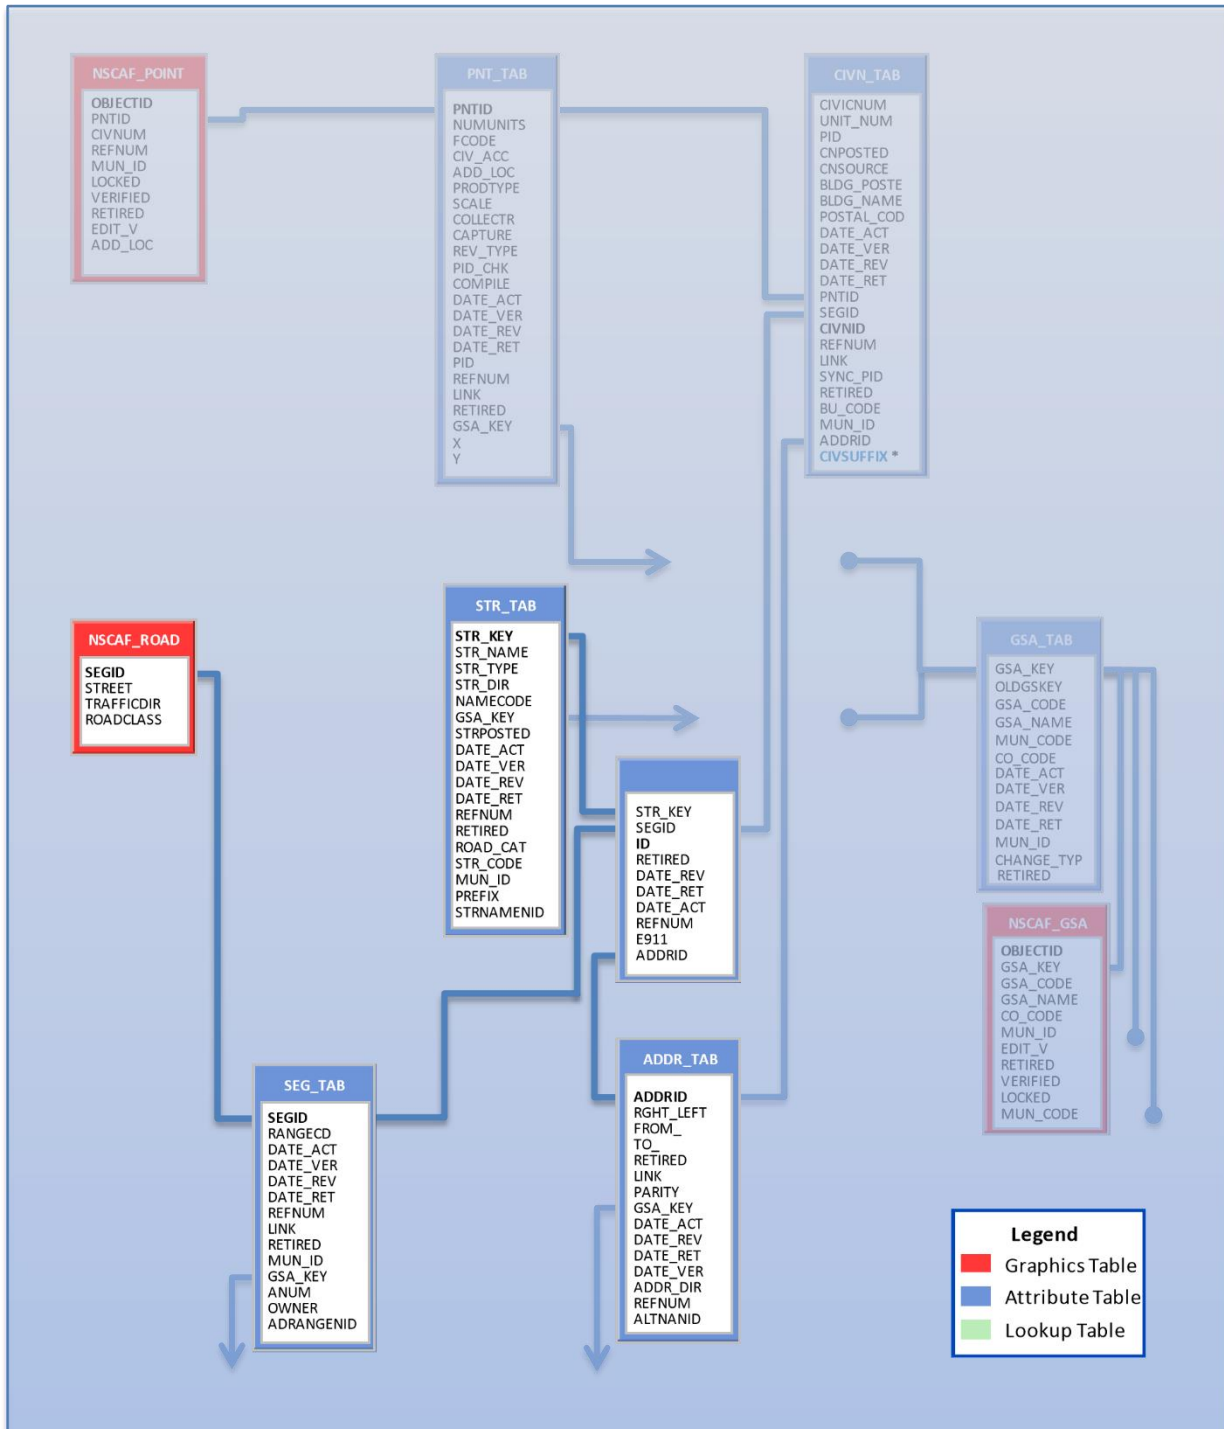 NSCAF_POINT
OBJECTID
PNTID
CIVNUM
REFNUM
MUN_ID
LOCKED
VERIFIED
RETIRED
EDIT_V
ADD_LOC
PNT_TAB
PNTID
NUMUNITS
FCODE
CIV_ACC
ADD_LOC
PRODTYPE
SCALE
COLLECTR
CAPTURE
REV_TYPE
PID_CHK
COMPILE
DATE_ACT
DATE_VER
DATE_REV
DATE_RET
PID
REFNUM
LINK
RETIRED
GSA_KEY
X
Y
CIVN_TAB
CIVICNUM
UNIT_NUM
PID
CNPOSTED
CNSOURCE
BLDG_POSTE
BLDG_NAME
POSTAL_COD
DATE_ACT
DATE_VER
DATE_REV
DATE_RET
PNTID
SEGID
CIVNID
REFNUM
LINK
SYNC_PID
RETIRED
BU_CODE
MUN_ID
ADDRID
CIVSUFFIX *
NSCAF_ROAD
SEGID
STREET
TRAFFICDIR
ROADCLASS
STR_TAB
STR_KEY
STR_NAME
STR_TYPE
STR_DIR
NAMECODE
GSA_KEY
STRPOSTED
DATE_ACT
DATE_VER
DATE_REV
DATE_RET
REFNUM
RETIRED
ROAD_CAT
STR_CODE
MUN_ID
PREFIX
STRNAMENID
STR_KEY
SEGID
ID
RETIRED
DATE_REV
DATE_RET
DATE_ACT
REFNUM
E911
ADDRID
GSA_TAB
GSA_KEY
OLDGSKEY
GSA_CODE
GSA_NAME
MUN_CODE
CO_CODE
DATE_ACT
DATE_VER
DATE_REV
DATE_RET
MUN_ID
CHANGE_TYP
RETIRED
NSCAF_GSA
OBJECTID
GSA_KEY
GSA_CODE
GSA_NAME
CO_CODE
MUN_ID
EDIT_V
RETIRED
VERIFIED
LOCKED
MUN_CODE
SEG_TAB
SEGID
RANGECD
DATE_ACT
DATE_VER
DATE_REV
DATE_RET
REFNUM
LINK
RETIRED
MUN_ID
GSA_KEY
ANUM
OWNER
ADRANGENID
ADDR_TAB
ADDRID
RGHT_LEFT
FROM_
TO_
RETIRED
LINK
PARITY
GSA_KEY
DATE_ACT
DATE_REV
DATE_RET
DATE_VER
ADDR_DIR
REFNUM
ALTNANID
Legend
Graphics Table
Attribute Table
Lookup Table